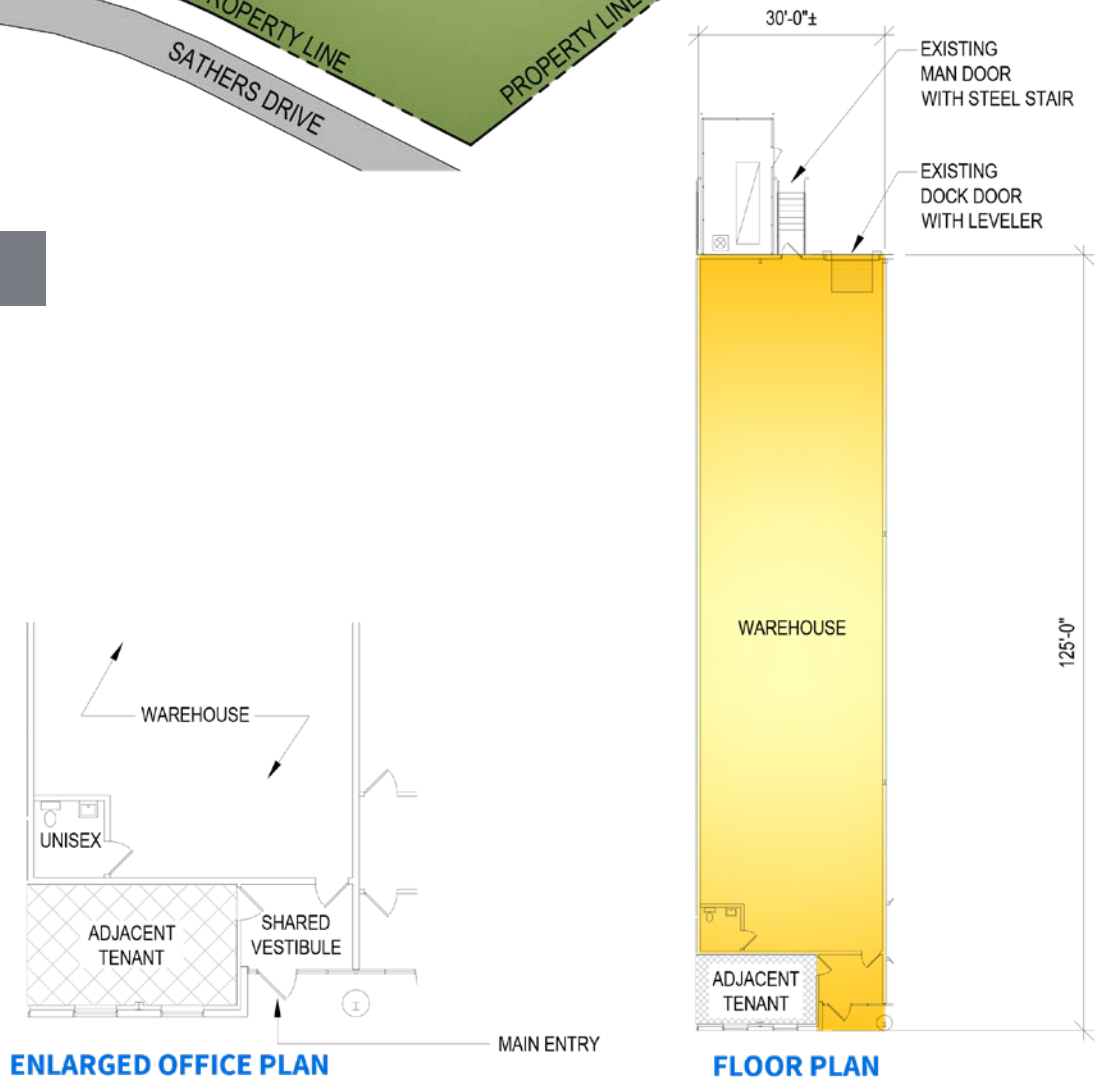 PROPERTY LINE
SATHERS DRIVE
PROPERTY LINE
30'-0"±
EXISTING
MAN DOOR
WITH STEEL STAIR
EXISTING
DOCK DOOR
WITH LEVELER
WAREHOUSE
125'-0"
ADJACENT
TENANT
FLOOR PLAN
WAREHOUSE
UNISEX
ADJACENT
TENANT
SHARED
VESTIBULE
I
MAIN ENTRY
ENLARGED OFFICE PLAN